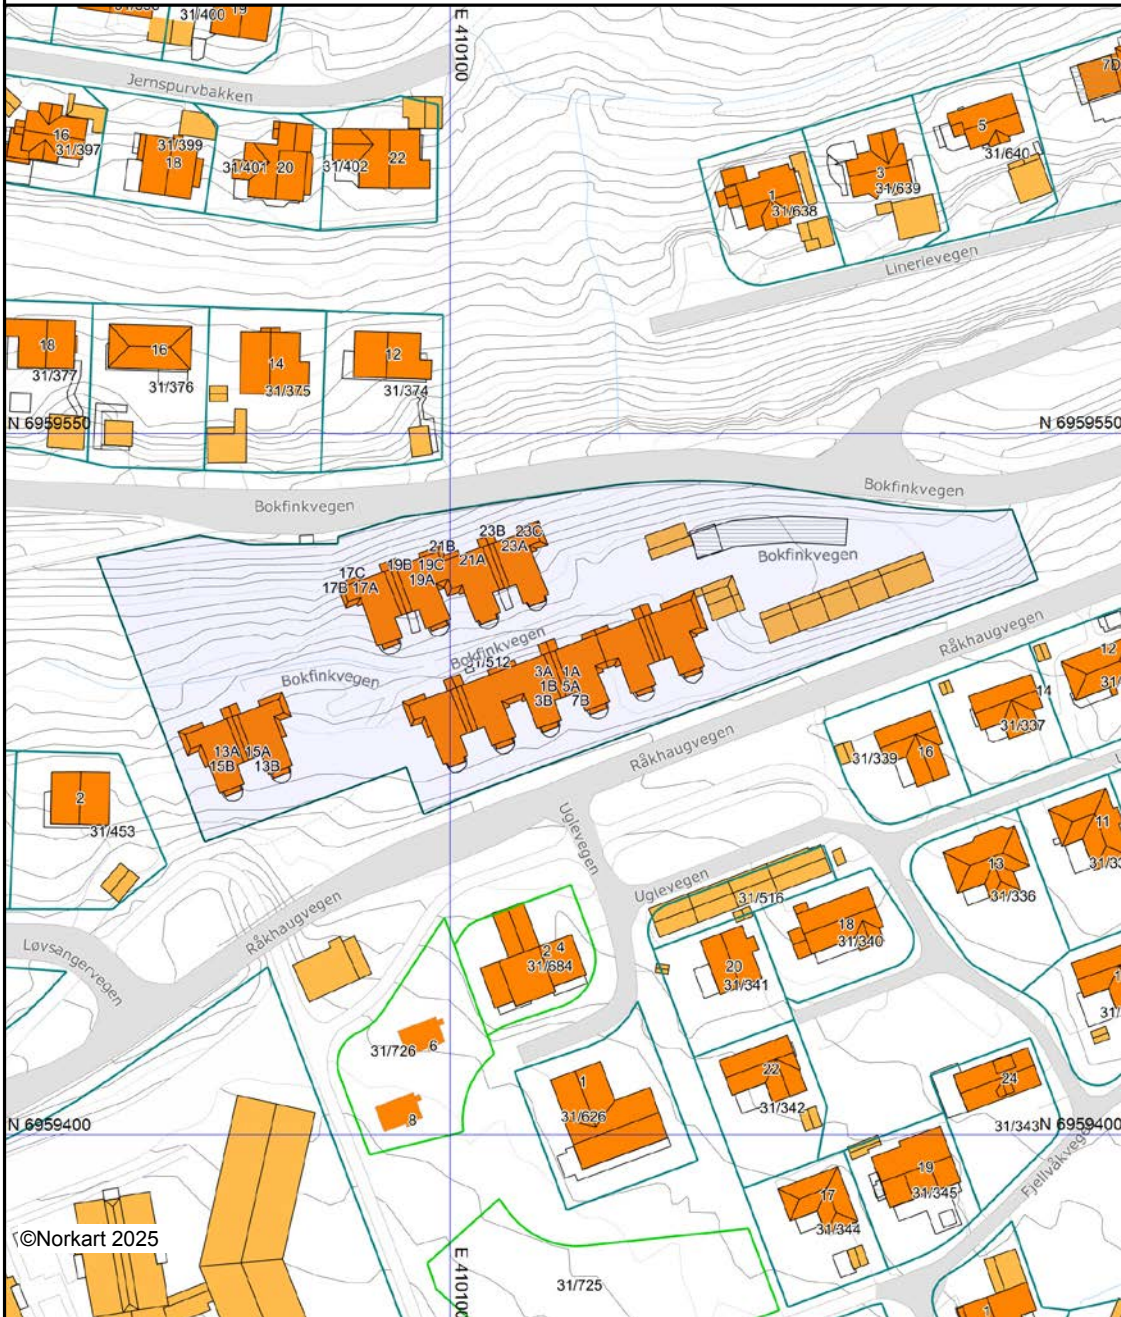 31/400
19
E 410100
7D
Jernspurvbakken
16
31/397
31/399
18
31/401
20
31/402
22
5
31/640
3
31/639
1
31/638
Linerlevegen
18
31/377
16
31/376
14
31/375
12
31/374
N 6959550
N 6959550
Bokfinkvegen
Bokfinkvegen
23B
23C
21B
23A
19B
19C
21A
17C
19A
17B
17A
Bokfinkvegen
Bokfinkvegen
Bokfinkvegen
3A
1A
1B
5A
3B
7B
13A
15A
15B
13B
Råkhaugvegen
Råkhaugvegen
12
14
31/337
16
31/339
2
31/453
Uglevegen
11
13
31/336
Uglevegen
31/516
Råkhaugvegen
Løvsangervegen
2
4
31/684
18
31/340
20
31/341
31/726
6
8
1
31/626
22
31/342
24
31/343
N 6959400
N 6959400
Fjellvåkvegen
19
31/345
17
31/344
©Norkart 2025
E 410100
31/725
1